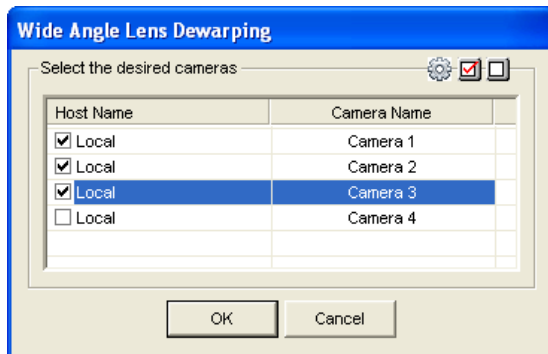 Wide Angle Lens Dewarping
Select the desired cameras
Host Name Camera Name
Local Camera 1
Local Camera 2
Local Camera 3
Local Camera 4
OK Cancel